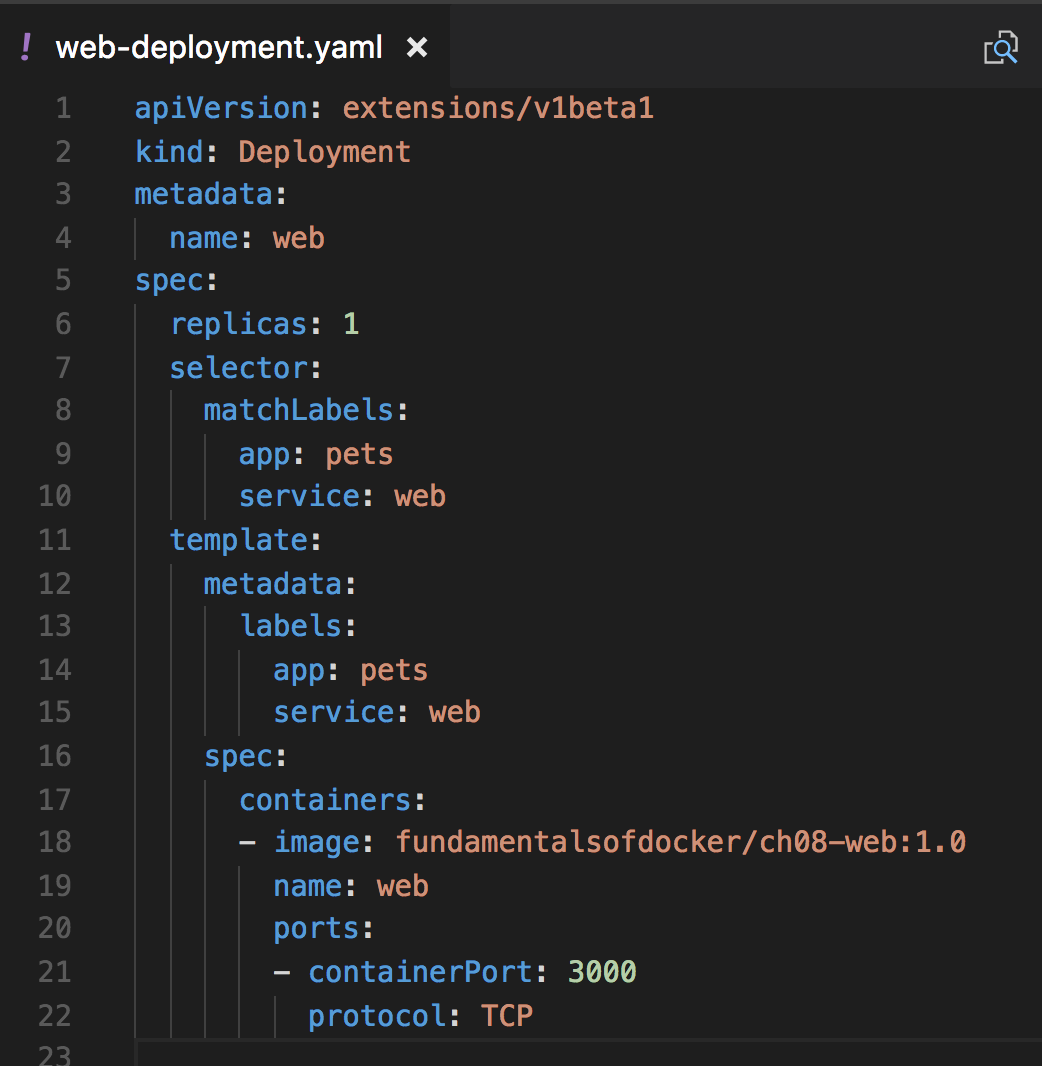 ! web-deployment.yaml ×
1 apiVersion: extensions/v1beta1
2 kind: Deployment
3 metadata:
4   name: web
5 spec:
6   replicas: 1
7   selector:
8     matchLabels:
9       app: pets
10       service: web
11   template:
12     metadata:
13       labels:
14         app: pets
15         service: web
16     spec:
17       containers:
18       - image: fundamentalsofdocker/ch08-web:1.0
19         name: web
20         ports:
21         - containerPort: 3000
22           protocol: TCP
23